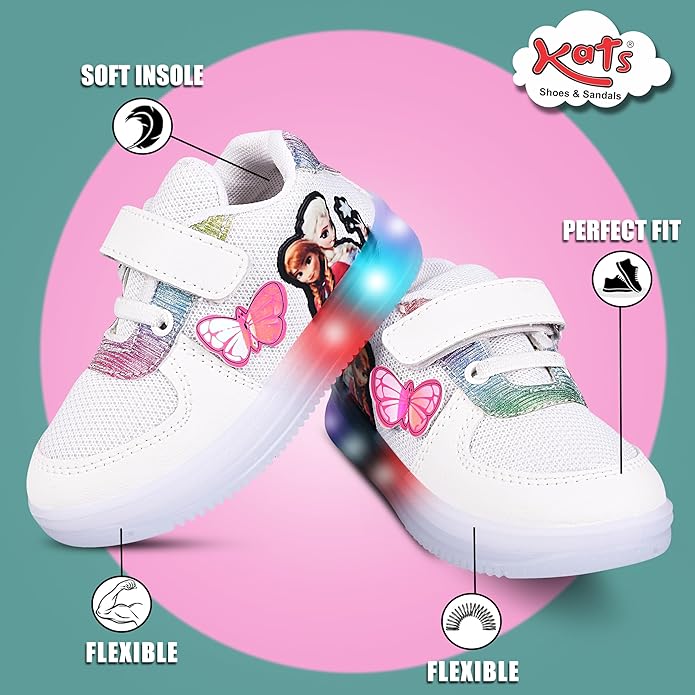 Kats®
Shoes & Sandals
SOFT INSOLE
PERFECT FIT
FLEXIBLE
FLEXIBLE